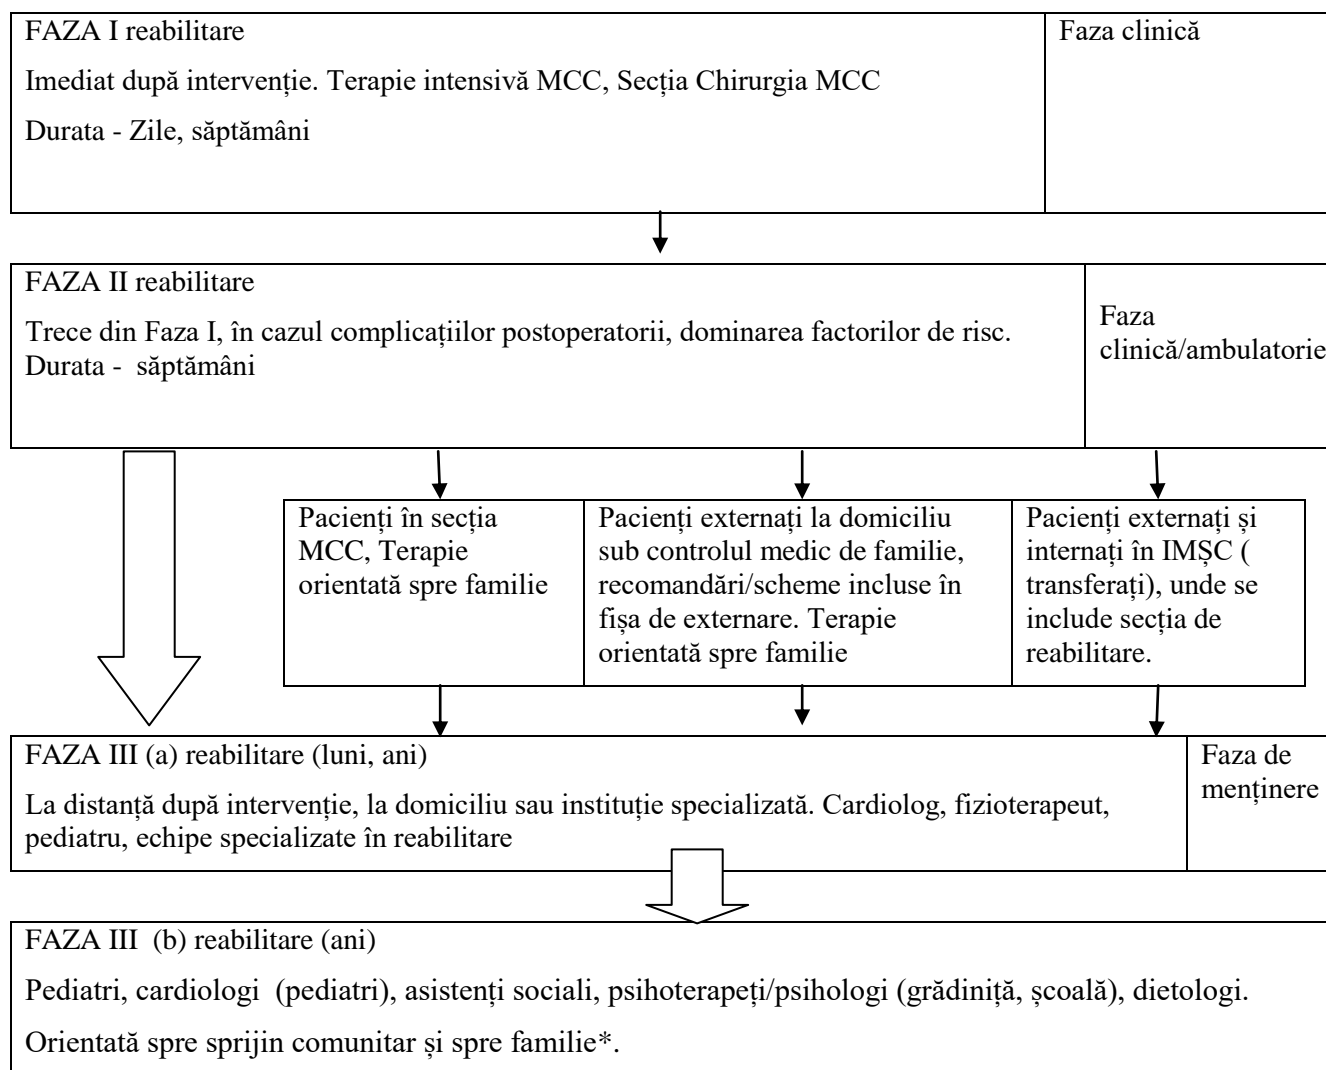 FAZA I reabilitare
Imediat după intervenție. Terapie intensivă MCC, Secția Chirurgia MCC
Durata - Zile, săptămâni
Faza clinică
FAZA II reabilitare
Trece din Faza I, în cazul complicațiilor postoperatorii, dominarea factorilor de risc.
Durata - săptămâni
Faza
clinică/ambulatorie
Pacienți în secția
MCC, Terapie
orientată spre familie
Pacienți externați la domiciliu
sub controlul medic de familie,
recomandări/scheme incluse în
fișa de externare. Terapie
orientată spre familie
Pacienți externați și
internați în IMȘC (
transferați), unde se
include secția de
reabilitare.
FAZA III (a) reabilitare (luni, ani)
La distanță după intervenție, la domiciliu sau instituție specializată. Cardiolog, fizioterapeut,
pediatru, echipe specializate în reabilitare
Faza de
menținere
FAZA III (b) reabilitare (ani)
Pediatri, cardiologi (pediatri), asistenți sociali, psihoterapeți/psihologi (grădiniță, școală), dietologi.
Orientată spre sprijin comunitar și spre familie*.